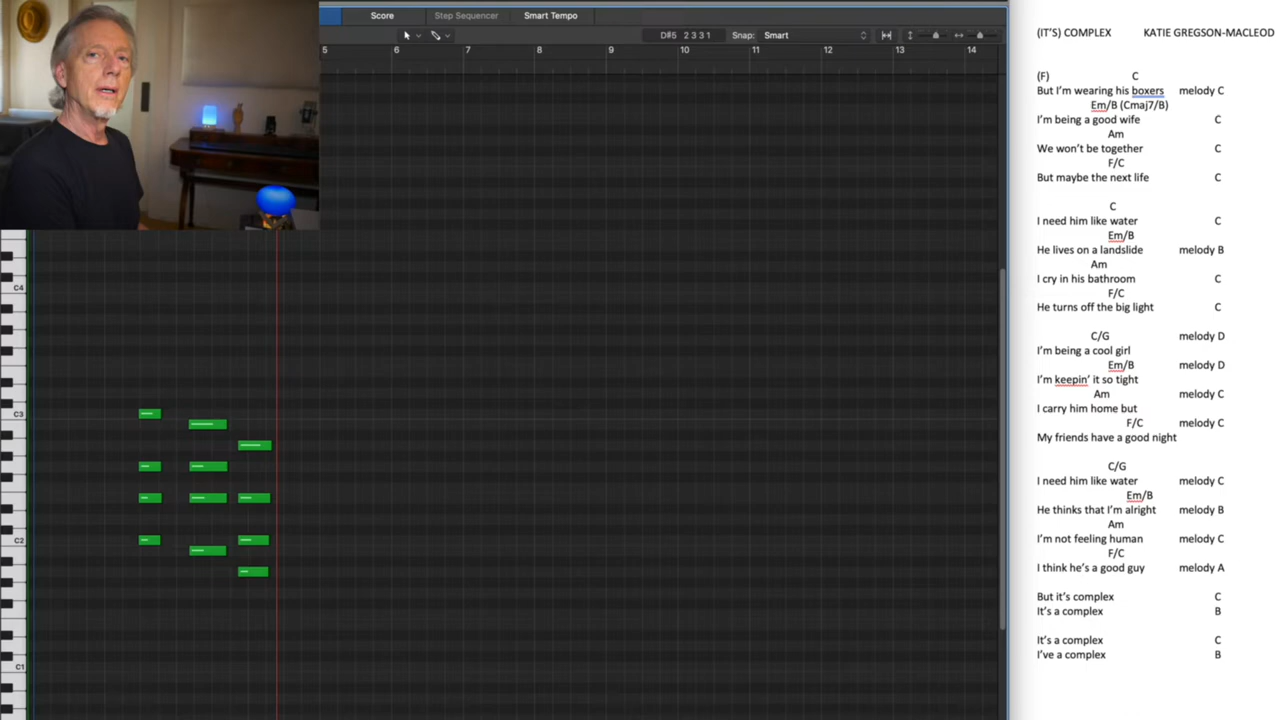 Score Step Sequencer Smart Tempo
D#5 2 3 3 1 Snap: Smart
5 6 7 8 9 10 11 12 13 14
C4
C3
C2
C1
(IT'S) COMPLEX KATIE GREGSON-MACLEOD
(F) C
But I'm wearing his boxers melody C
Em/B (Cmaj7/B)
I'm being a good wife C
Am
We won't be together C
F/C
But maybe the next life C
C
I need him like water C
Em/B
He lives on a landslide melody B
Am
I cry in his bathroom C
F/C
He turns off the big light C
C/G melody D
I'm being a cool girl
Em/B melody D
I'm keepin' it so tight
Am melody C
I carry him home but
F/C melody C
My friends have a good night
C/G
I need him like water melody C
Em/B
He thinks that I'm alright melody B
Am
I'm not feeling human melody C
F/C
I think he's a good guy melody A
But it's complex C
It's a complex B
It's a complex C
I've a complex B